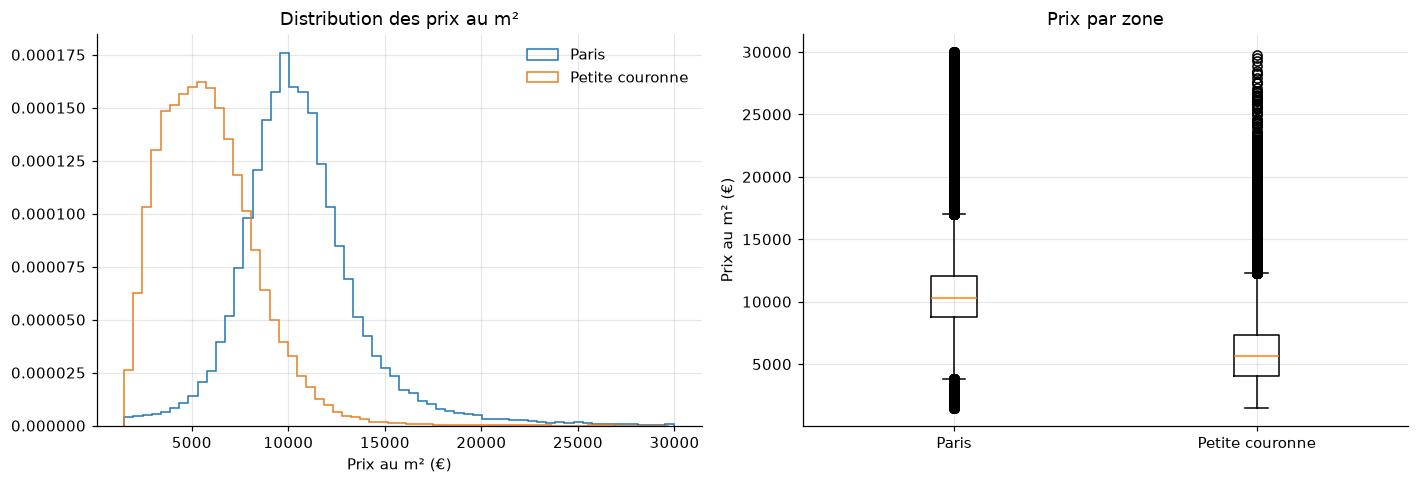 Distribution des prix au m²
0.000175
0.000150
0.000125
0.000100
0.000075
0.000050
0.000025
0.000000
Paris
Petite couronne
5000
10000
15000
20000
25000
30000
Prix au m² (€)
Prix par zone
Prix au m² (€)
30000
25000
20000
15000
10000
5000
Paris
Petite couronne